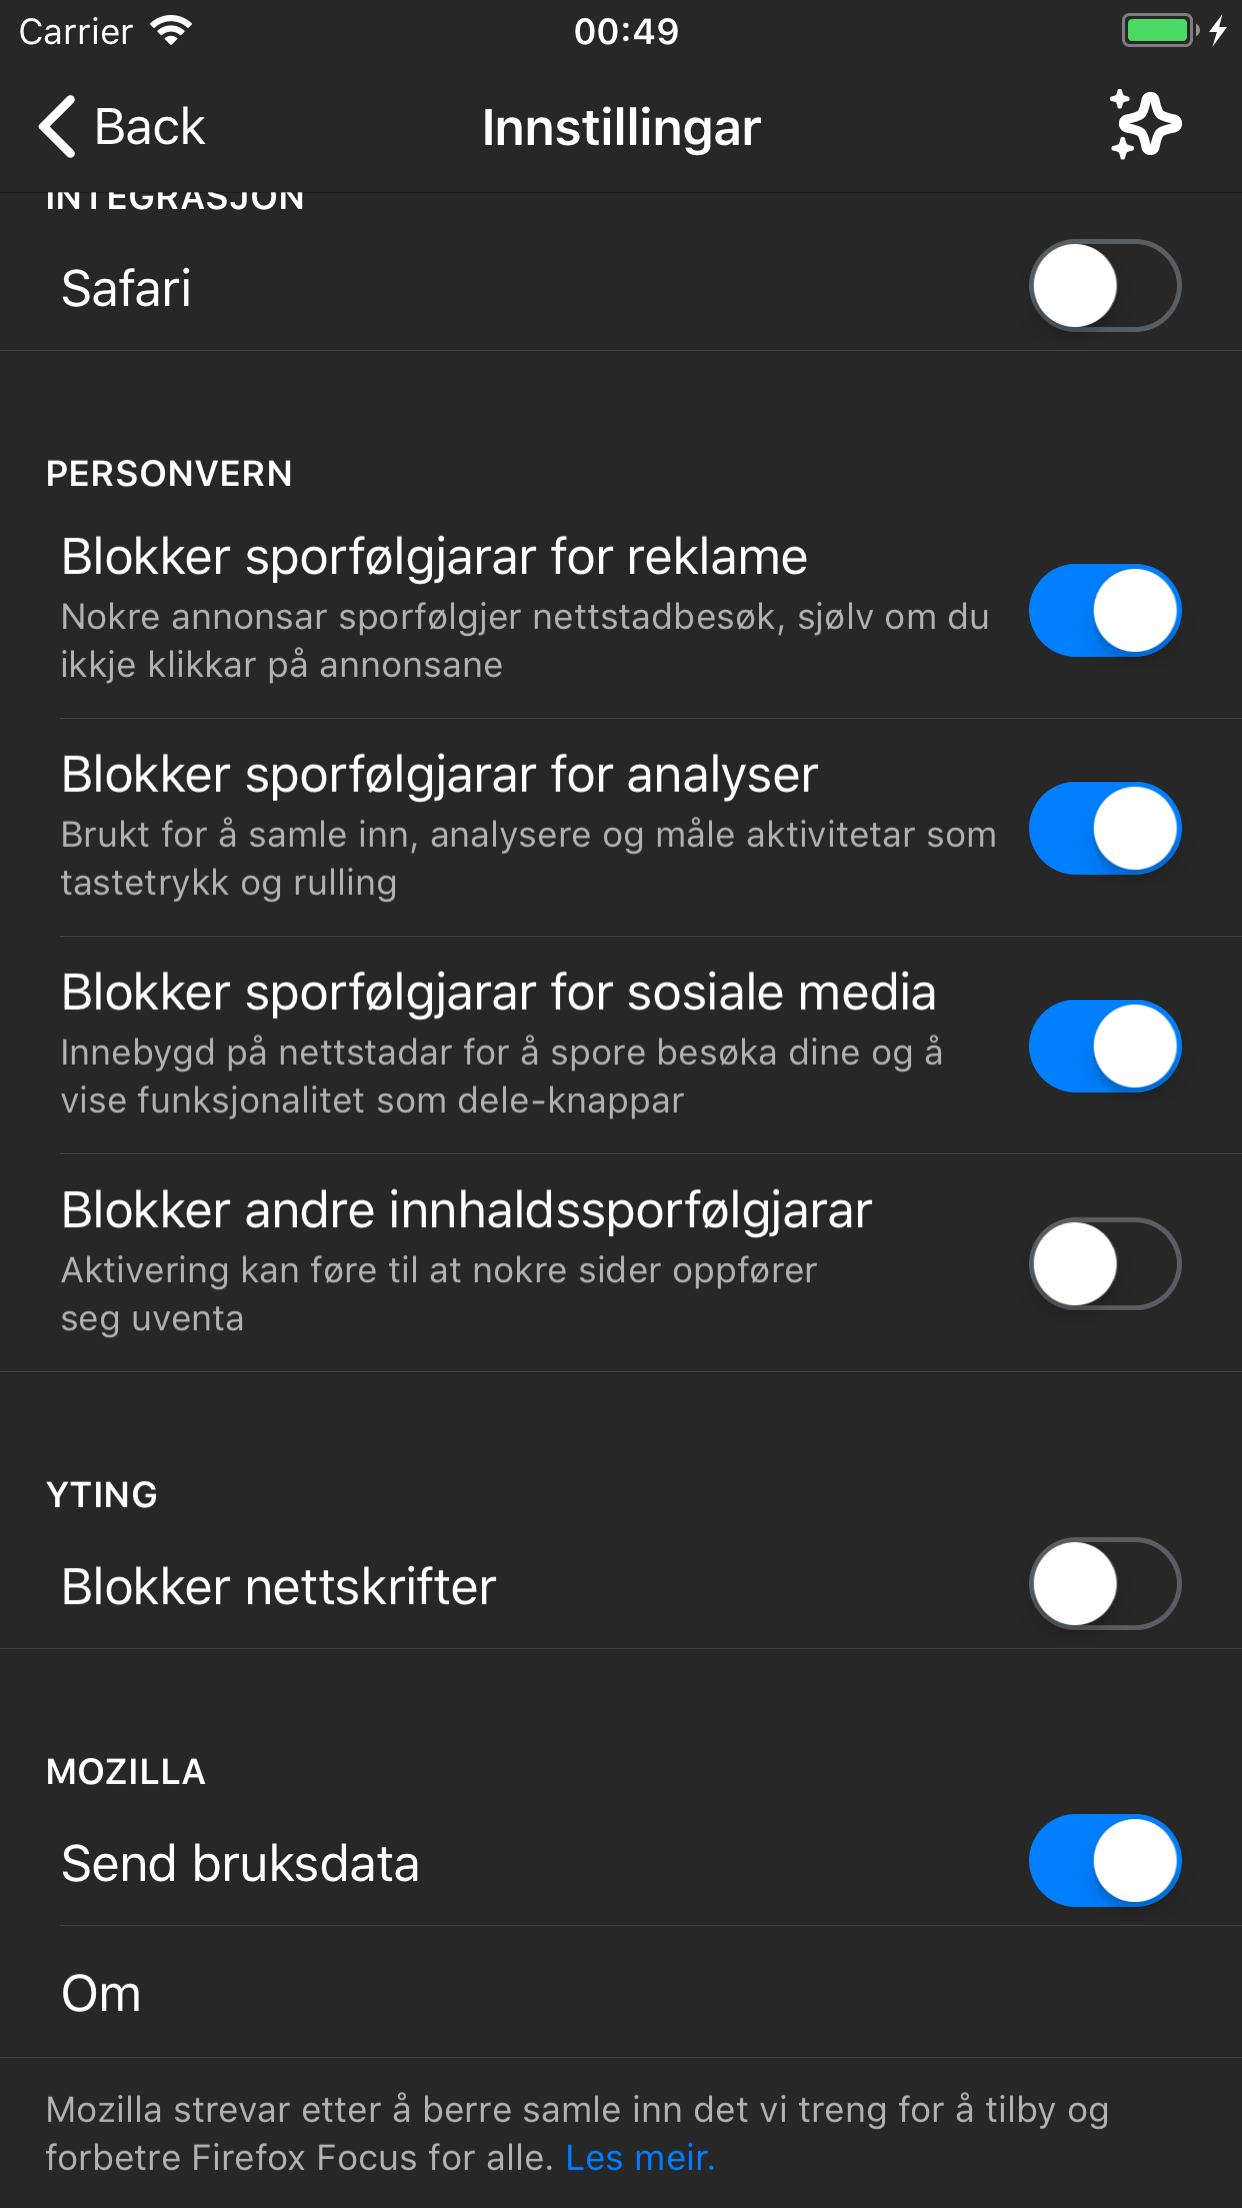 Carrier
00:49
Back
Innstillingar
INTEGRASJON
Safari
PERSONVERN
Blokker sporfølgjarar for reklame
Nokre annonsar sporfølgjer nettstadbesøk, sjølv om du
ikkje klikkar på annonsane
Blokker sporfølgjarar for analyser
Brukt for å samle inn, analysere og måle aktivitetar som
tastetrykk og rulling
Blokker sporfølgjarar for sosiale media
Innebygd på nettstadar for å spore besøka dine og å
vise funksjonalitet som dele-knappar
Blokker andre innhaldssporfølgjarar
Aktivering kan føre til at nokre sider oppfører
seg uventa
YTING
Blokker nettskrifter
MOZILLA
Send bruksdata
Om
Mozilla strevar etter å berre samle inn det vi treng for å tilby og
forbetre Firefox Focus for alle. Les meir.